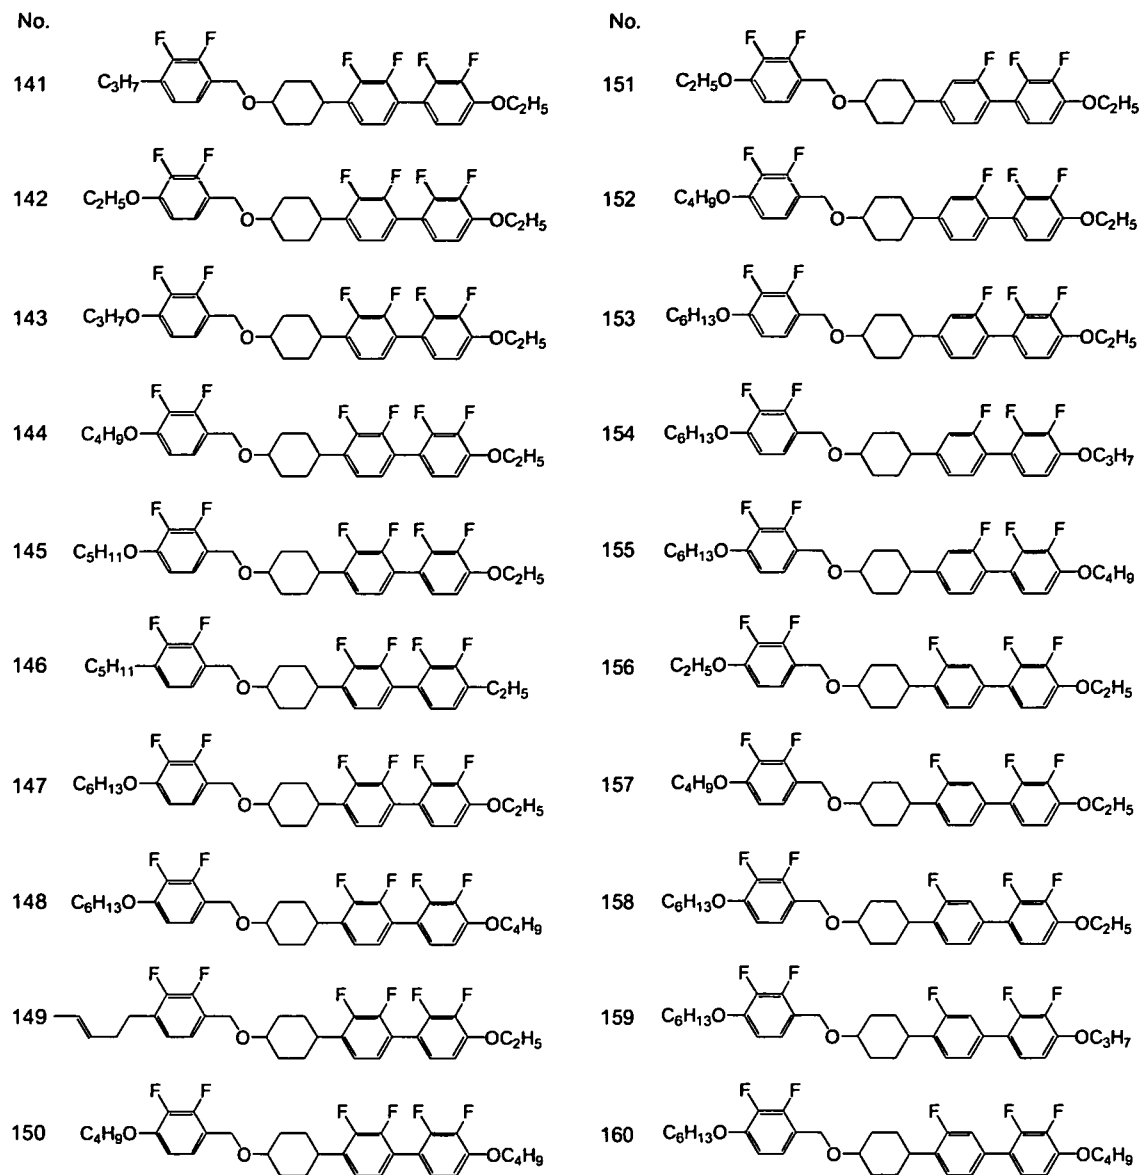 No.
F F F F F F
141 C₃H₇ O OC₂H₅
F F F F F F
142 C₂H₅O O OC₂H₅
F F F F F F
143 C₃H₇O O OC₂H₅
F F F F F F
144 C₄H₉O O OC₂H₅
F F F F F F
145 C₅H₁₁O O OC₂H₅
F F F F F F
146 C₅H₁₁ O C₂H₅
F F F F F F
147 C₆H₁₃O O OC₂H₅
F F F F F F
148 C₆H₁₃O O OC₄H₉
F F F F F F
149 O OC₂H₅
F F F F F F
150 C₄H₉O O OC₄H₉
No.
F F F F F
151 C₂H₅O O OC₂H₅
F F F F F
152 C₄H₉O O OC₂H₅
F F F F F
153 C₆H₁₃O O OC₂H₅
F F F F F
154 C₆H₁₃O O OC₃H₇
F F F F F
155 C₆H₁₃O O OC₄H₉
F F F F F
156 C₂H₅O O OC₂H₅
F F F F F
157 C₄H₉O O OC₂H₅
F F F F F
158 C₆H₁₃O O OC₂H₅
F F F F F
159 C₆H₁₃O O OC₃H₇
F F F F F
160 C₆H₁₃O O OC₄H₉